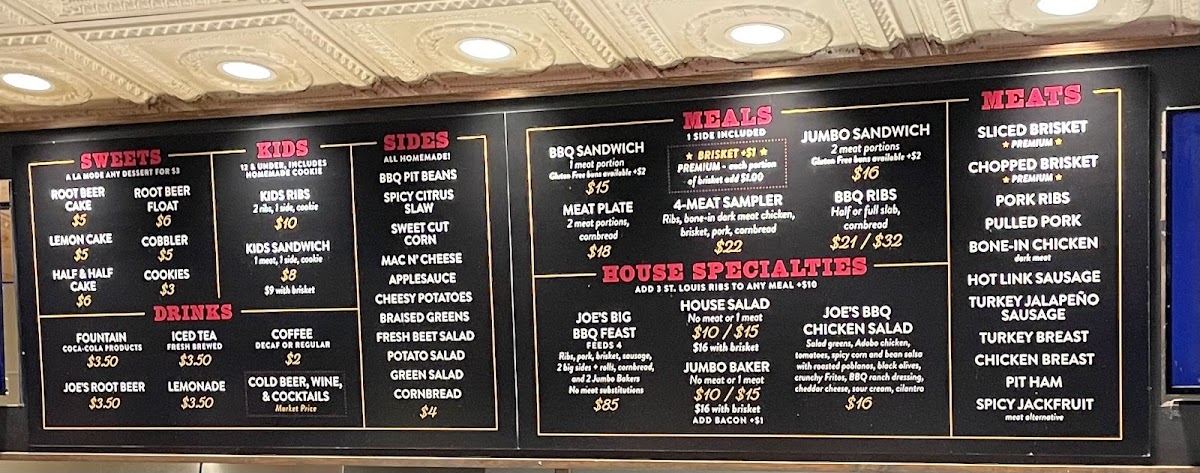 SWEETS
A LA MODE ANY DESSERT FOR $3
ROOT BEER
CAKE
$5
ROOT BEER
FLOAT
$6
LEMON CAKE
$5
COBBLER
$5
HALF & HALF
CAKE
$6
COOKIES
$3
KIDS
12 & UNDER, INCLUDES
HOMEMADE COOKIE
KIDS RIBS
2 ribs, 1 side, cookie
$10
KIDS SANDWICH
1 meat, 1 side, cookie
$8
$9 with brisket
DRINKS
FOUNTAIN
COCA-COLA PRODUCTS
$3.50
ICED TEA
FRESH BREWED
$3.50
COFFEE
DECAF OR REGULAR
$2
JOE'S ROOT BEER
$3.50
LEMONADE
$3.50
COLD BEER, WINE,
& COCKTAILS
Market Price
SIDES
ALL HOMEMADE!
BBQ PIT BEANS
SPICY CITRUS
SLAW
SWEET CUT
CORN
MAC N' CHEESE
APPLESAUCE
CHEESY POTATOES
BRAISED GREENS
FRESH BEET SALAD
POTATO SALAD
GREEN SALAD
CORNBREAD
$4
MEALS
1 SIDE INCLUDED
BBQ SANDWICH
1 meat portion
Gluten Free buns available +$2
$15
★ BRISKET +$1 ★
PREMIUM - each portion
of brisket add $1.00
JUMBO SANDWICH
2 meat portions
Gluten Free buns available +$2
$16
MEAT PLATE
2 meat portions,
cornbread
$18
4-MEAT SAMPLER
Ribs, bone-in dark meat chicken,
brisket, pork, cornbread
$22
BBQ RIBS
Half or full slab,
cornbread
$21 / $32
HOUSE SPECIALTIES
ADD 3 ST. LOUIS RIBS TO ANY MEAL +$10
JOE'S BIG
BBQ FEAST
FEEDS 4
Ribs, pork, brisket, sausage,
2 big sides + rolls, cornbread,
and 2 Jumbo Bakers
No meat substitutions
$85
HOUSE SALAD
No meat or 1 meat
$10 / $15
$16 with brisket
JUMBO BAKER
No meat or 1 meat
$10 / $15
$16 with brisket
ADD BACON +$1
JOE'S BBQ
CHICKEN SALAD
Salad greens, Adobo chicken,
tomatoes, spicy corn and bean salsa
with roasted poblanos, black olives,
crunchy Fritos, BBQ ranch dressing,
cheddar cheese, sour cream, cilantro
$16
MEATS
SLICED BRISKET
★ PREMIUM ★
CHOPPED BRISKET
★ PREMIUM ★
PORK RIBS
PULLED PORK
BONE-IN CHICKEN
dark meat
HOT LINK SAUSAGE
TURKEY JALAPEÑO
SAUSAGE
TURKEY BREAST
CHICKEN BREAST
PIT HAM
SPICY JACKFRUIT
meat alternative